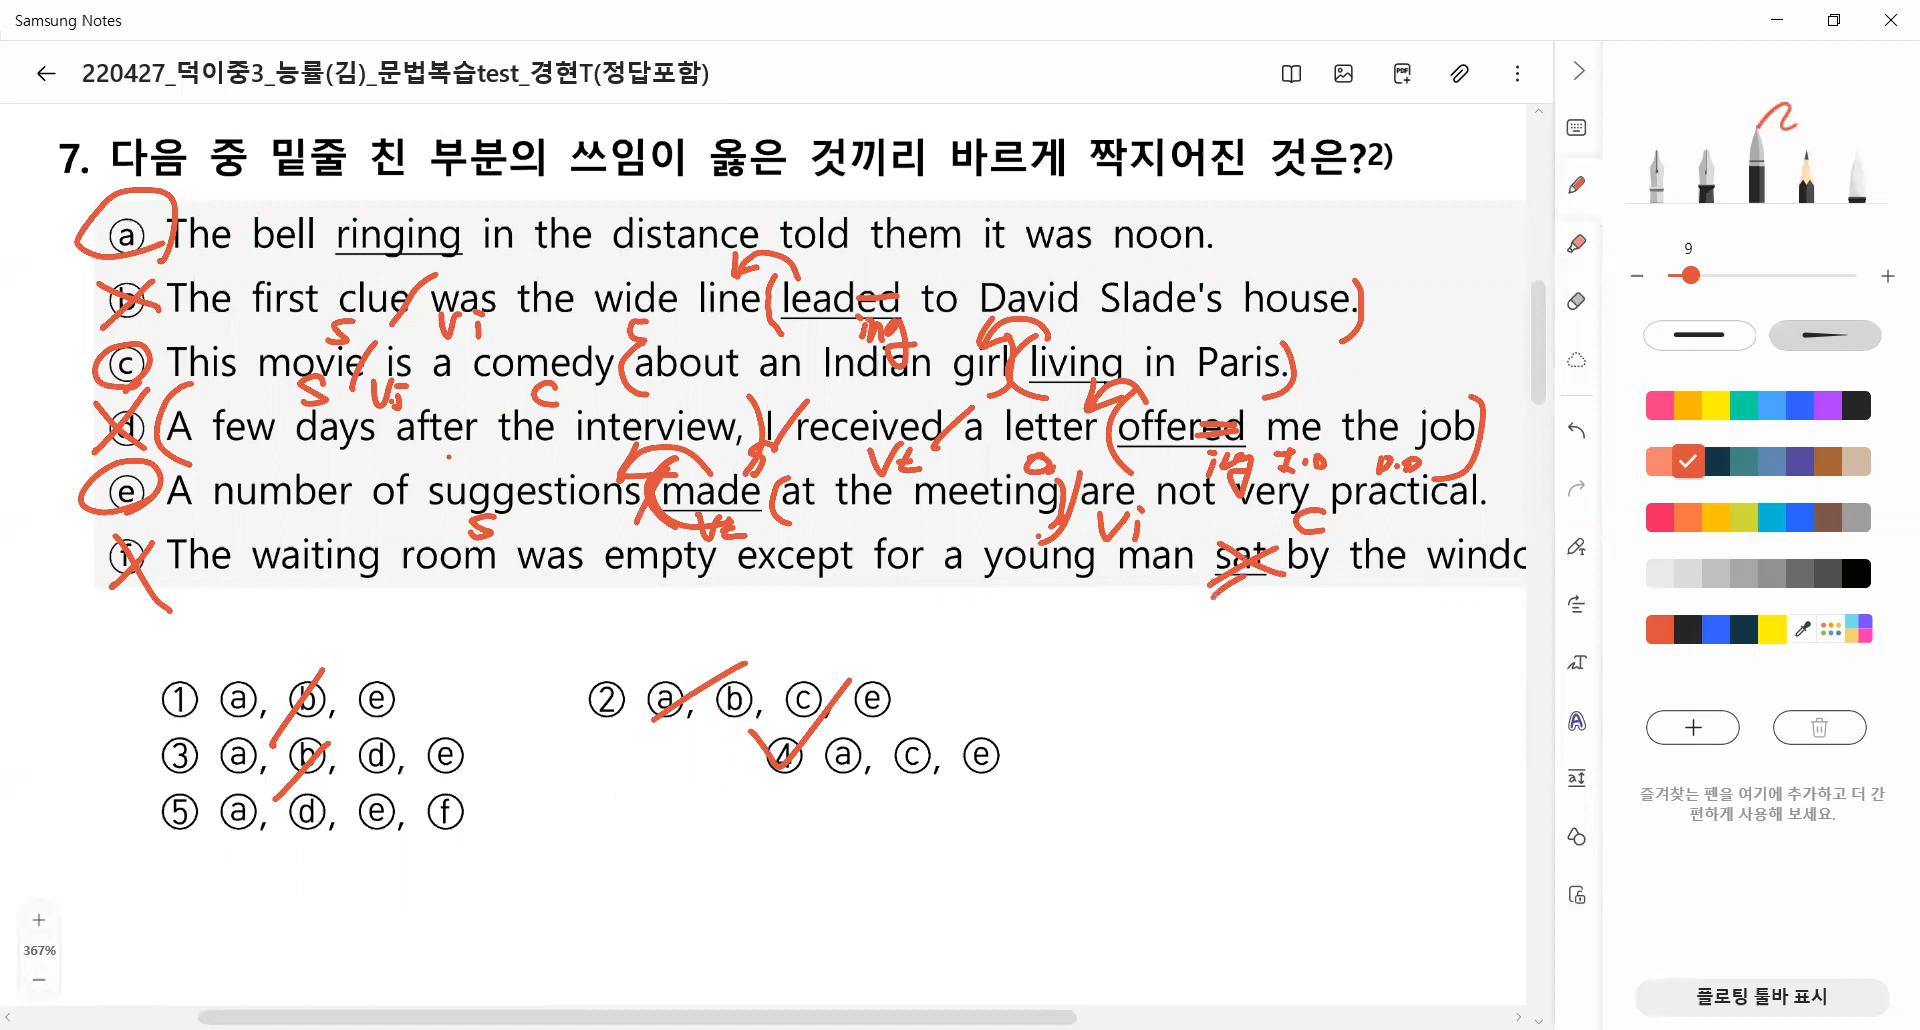 Samsung Notes
220427_덕이중3_능률(김)_문법복습test_경현T(정답포함)
7. 다음 중 밑줄 친 부분의 쓰임이 옳은 것끼리 바르게 짝지어진 것은?2)
ⓐ The bell ringing in the distance told them it was noon.
ⓑ The first clue was the wide line leaded to David Slade's house.
S Vi C ing
ⓒ This movie is a comedy about an Indian girl living in Paris.
S Vi C
ⓓ A few days after the interview, I received a letter offered me the job
S Vt O ing I.O D.O
ⓔ A number of suggestions made at the meeting are not very practical.
S Vt Vi C
ⓕ The waiting room was empty except for a young man sat by the windo
① ⓐ, ⓑ, ⓔ
② ⓐ, ⓑ, ⓒ, ⓔ
③ ⓐ, ⓑ, ⓓ, ⓔ
④ ⓐ, ⓒ, ⓔ
⑤ ⓐ, ⓓ, ⓔ, ⓕ
367%
9
즐겨찾는 펜을 여기에 추가하고 더 간
편하게 사용해 보세요.
플로팅 툴바 표시